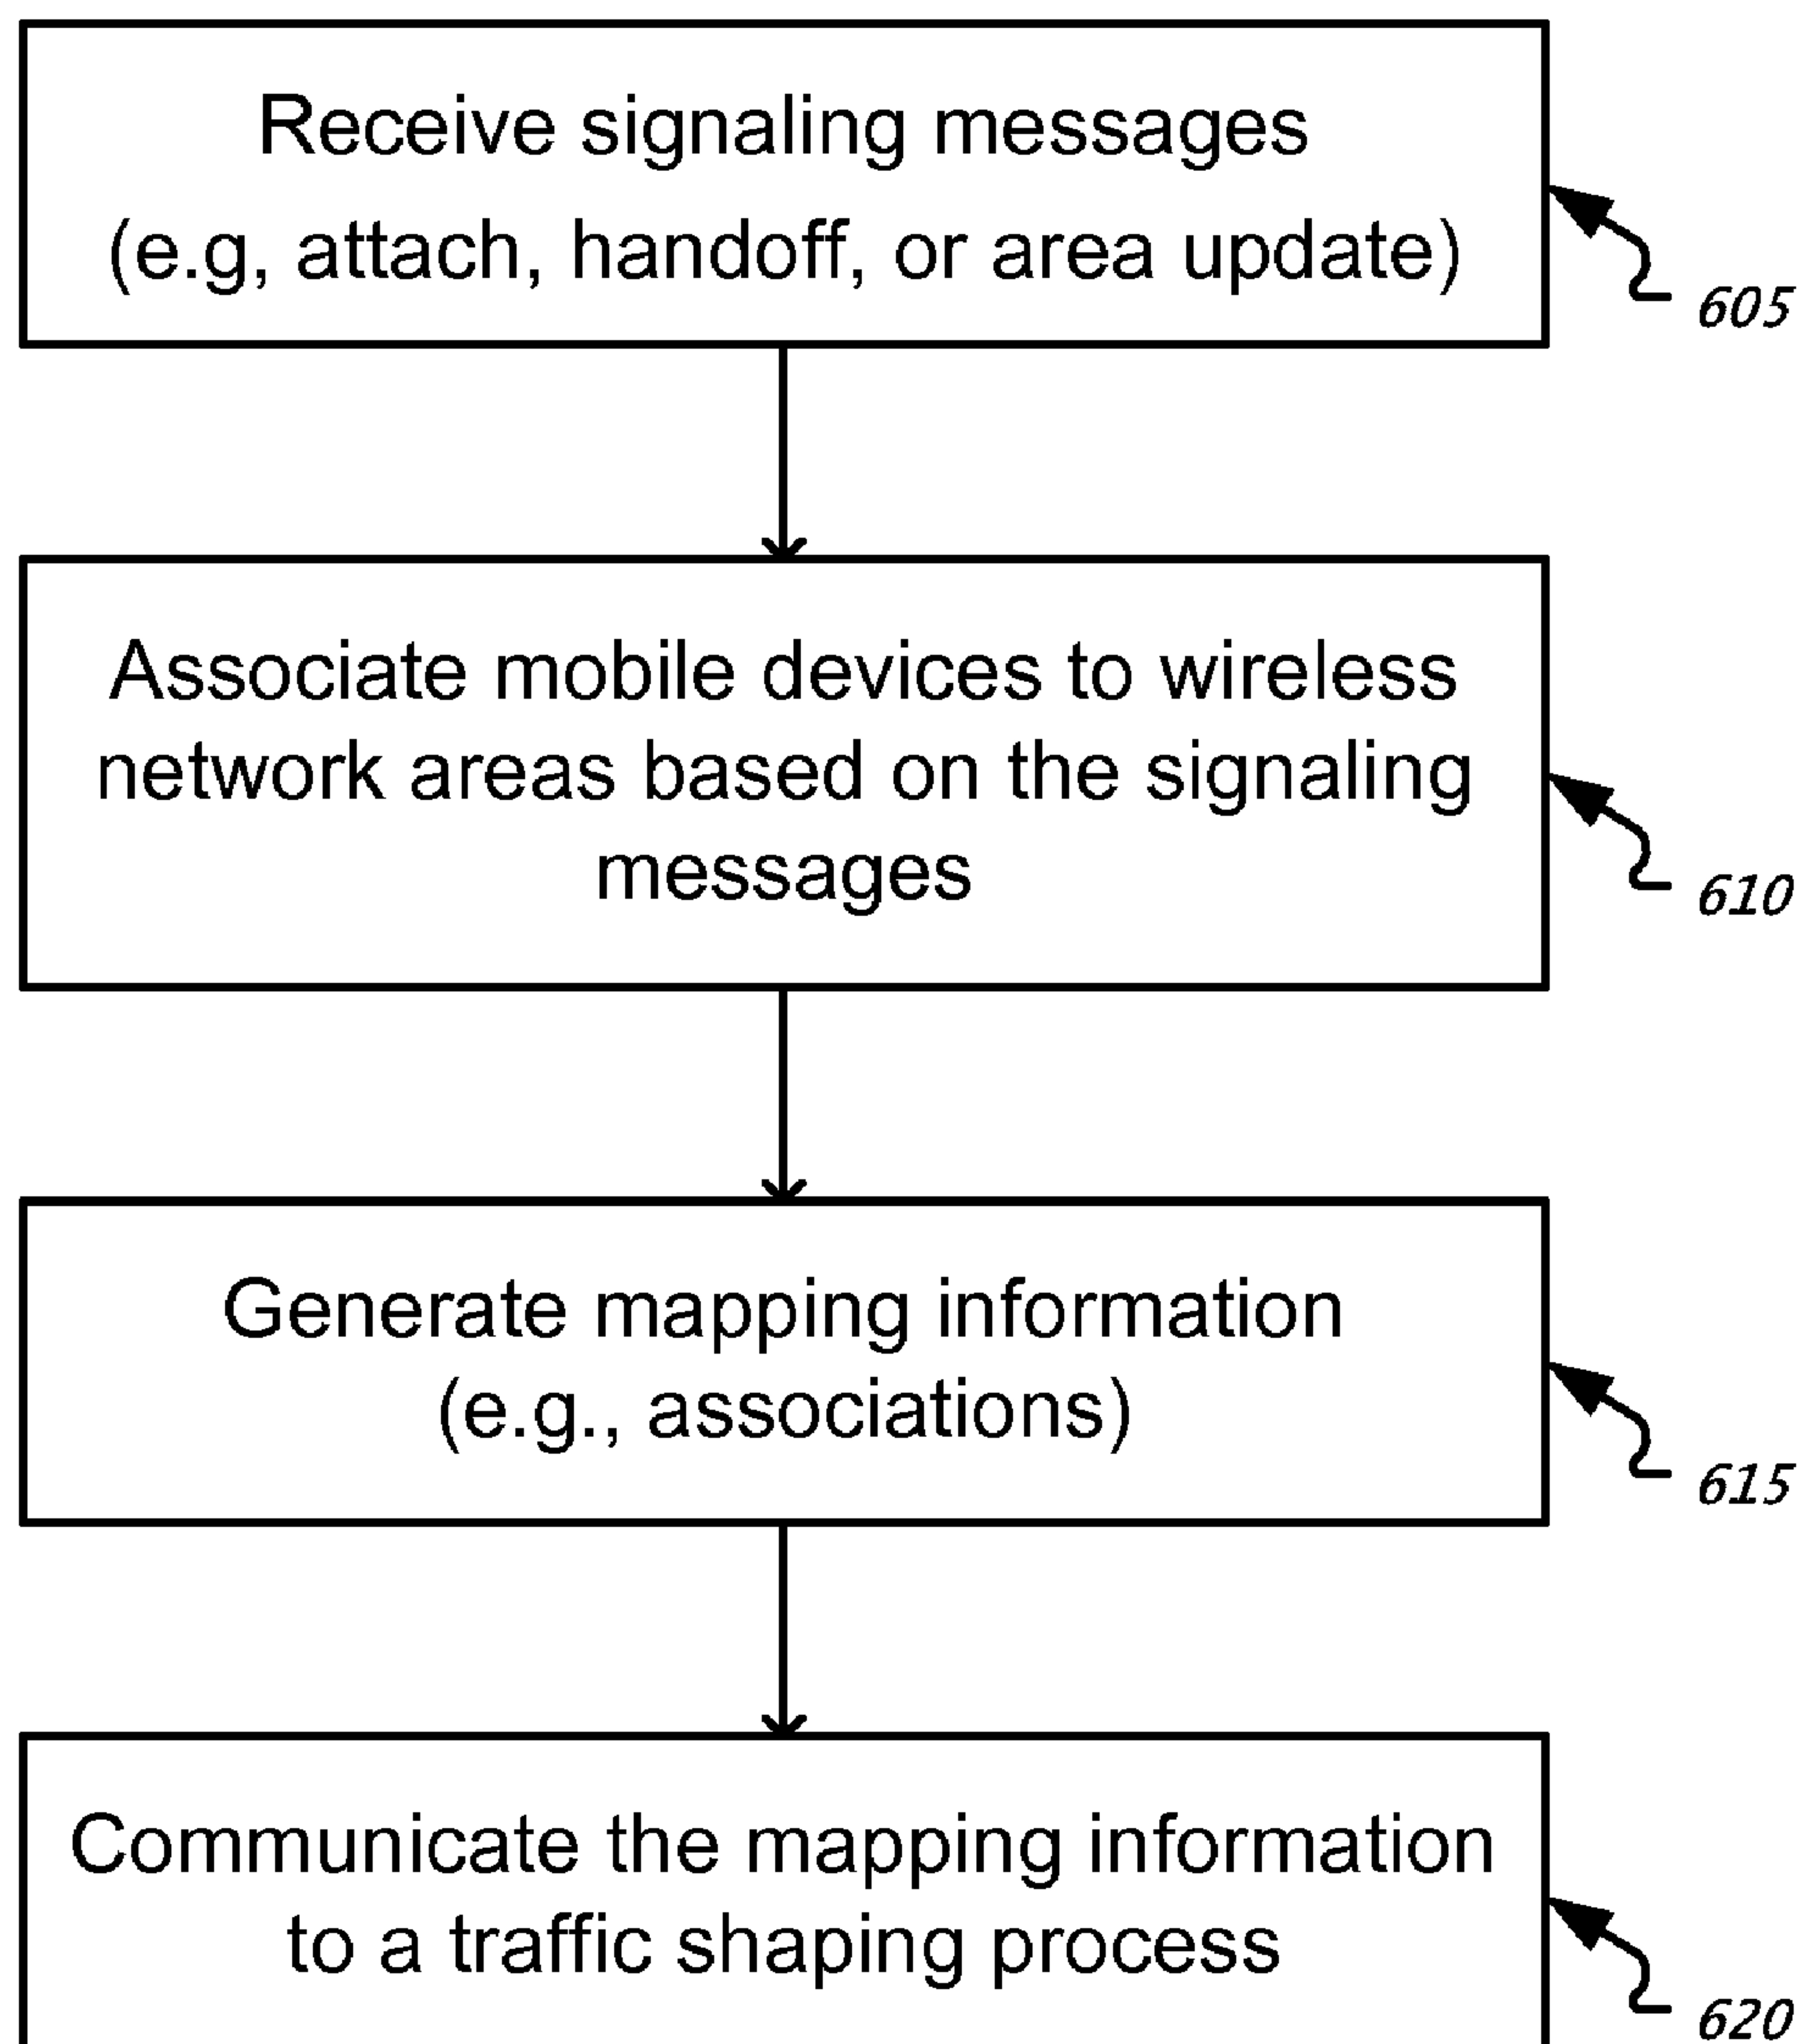 Receive signaling messages
(e.g, attach, handoff, or area update)
605
Associate mobile devices to wireless
network areas based on the signaling
messages
610
Generate mapping information
(e.g., associations)
615
Communicate the mapping information
to a traffic shaping process
620